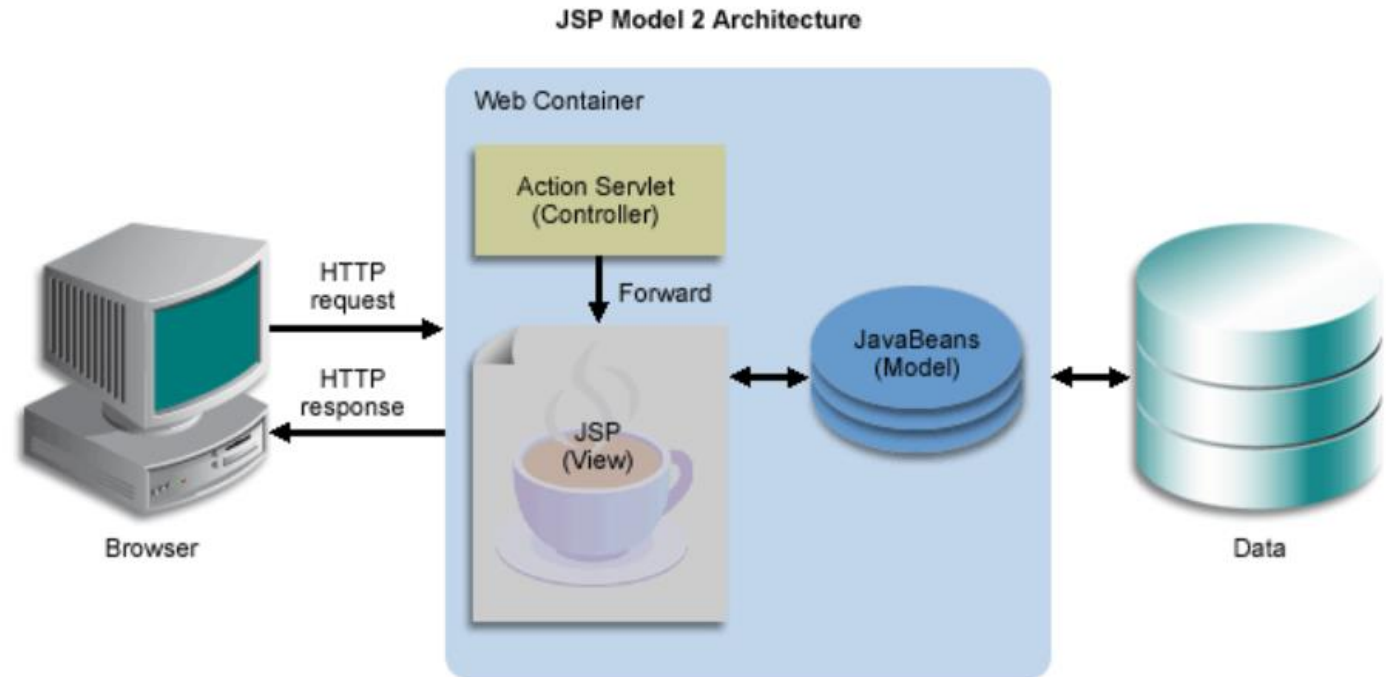 JSP Model 2 Architecture
Web Container
Action Servlet
(Controller)
HTTP
request
Forward
JavaBeans
(Model)
HTTP
response
JSP
(View)
Browser
Data